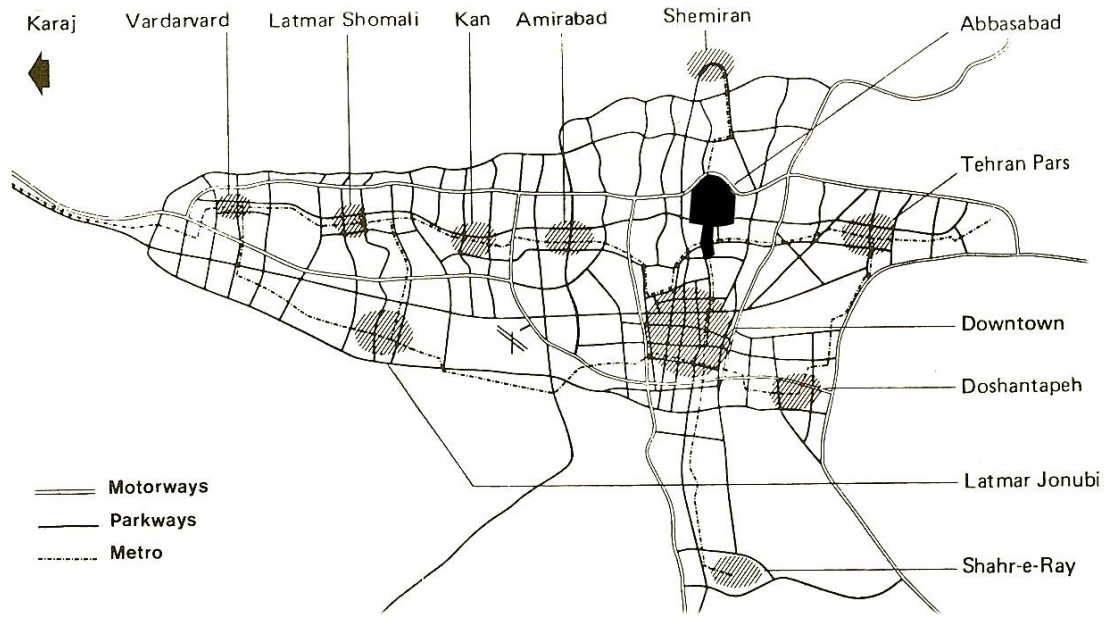 Karaj
Vardarvard
Latmar Shomali
Kan
Amirabad
Shemiran
Abbasabad
Tehran Pars
Downtown
Doshantapeh
Latmar Jonubi
Shahr-e-Ray
Motorways
Parkways
Metro